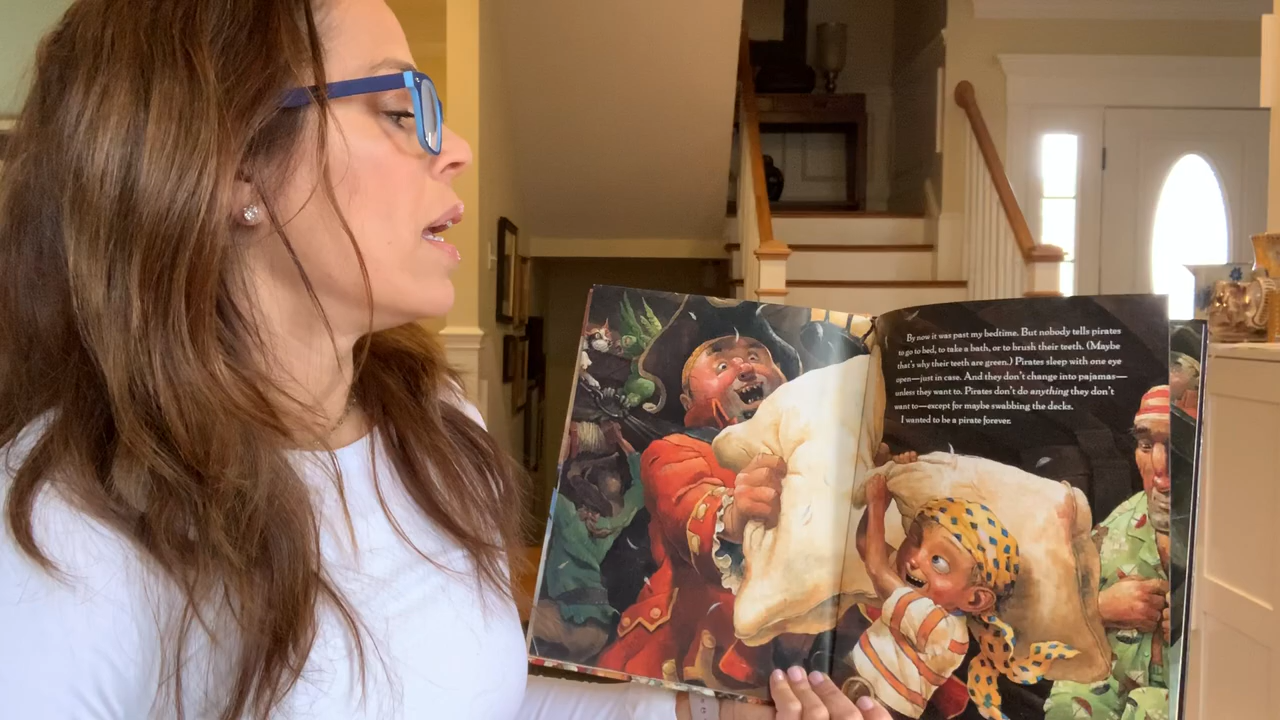 By now it was past my bedtime. But nobody tells pirates
to go to bed, to take a bath, or to brush their teeth. (Maybe
that's why their teeth are green.) Pirates sleep with one eye
open—just in case. And they don't change into pajamas—
unless they want to. Pirates don't do anything they don't
want to—except for maybe swabbing the decks.
I wanted to be a pirate forever.